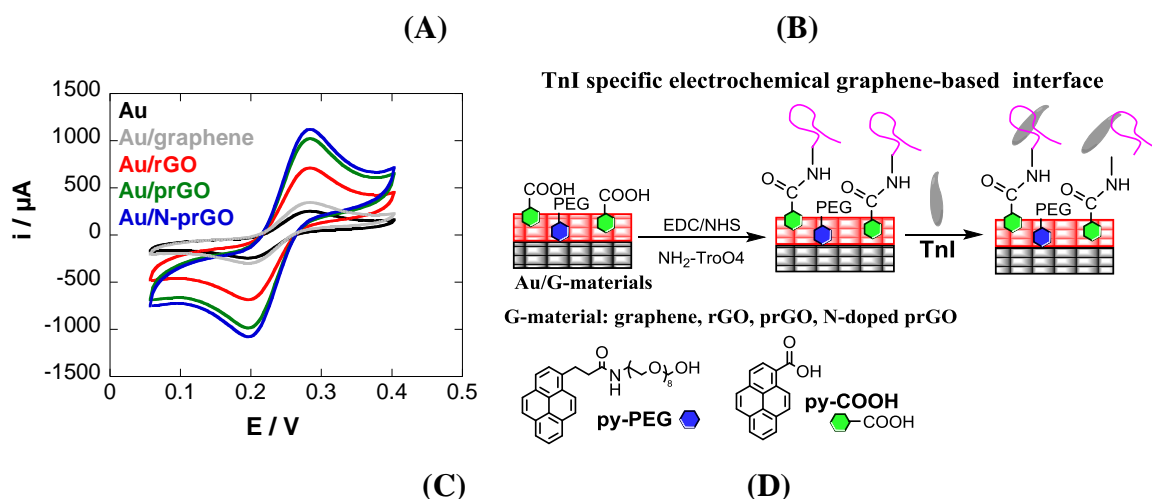 (A)
(B)
1500
1000
500
0
-500
-1000
-1500
i / µA
Au
Au/graphene
Au/rGO
Au/prGO
Au/N-prGO
0
0.1
0.2
0.3
0.4
0.5
E / V
TnI specific electrochemical graphene-based interface
COOH
PEG
COOH
Au/G-materials
EDC/NHS
NH2-TroO4
O
NH
PEG
O
NH
TnI
O
NH
PEG
O
NH
G-material: graphene, rGO, prGO, N-doped prGO
O
N
H
O
8
OH
py-PEG
O
OH
py-COOH
COOH
(C)
(D)